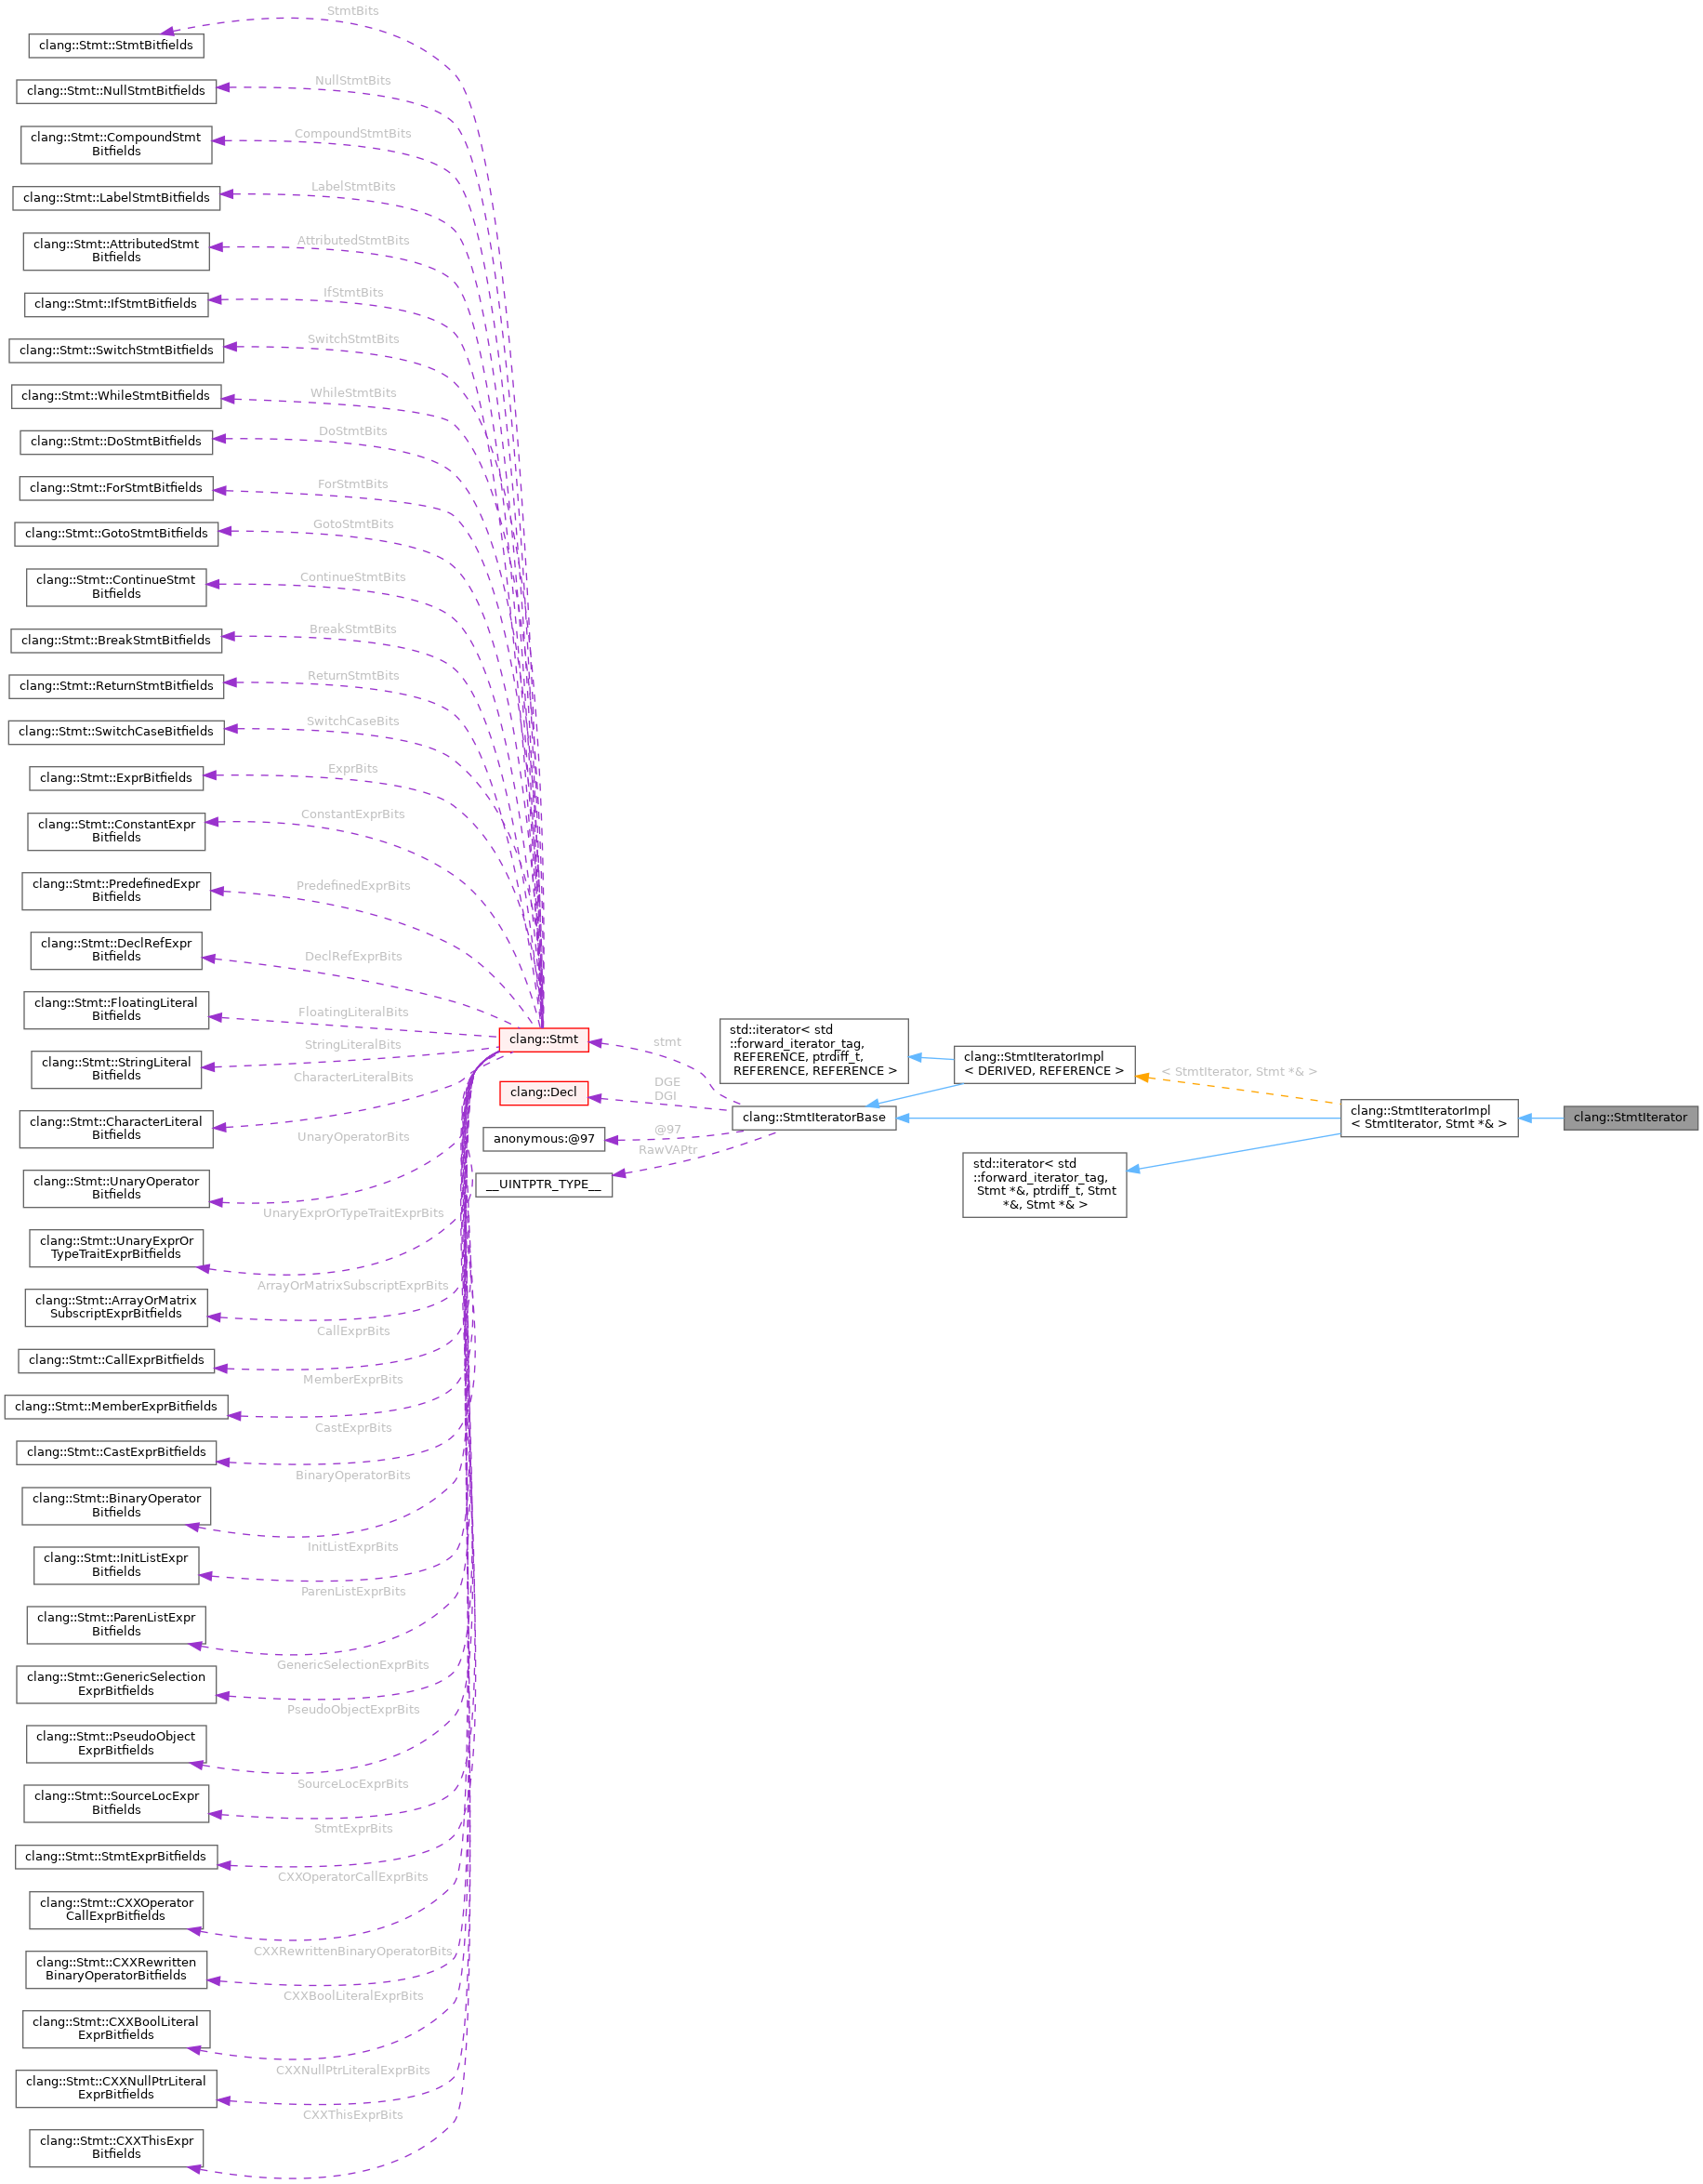 StmtBits
clang::Stmt::StmtBitfields
NullStmtBits
clang::Stmt::NullStmtBitfields
CompoundStmtBits
clang::Stmt::CompoundStmt
Bitfields
LabelStmtBits
clang::Stmt::LabelStmtBitfields
AttributedStmtBits
clang::Stmt::AttributedStmt
Bitfields
IfStmtBits
clang::Stmt::IfStmtBitfields
SwitchStmtBits
clang::Stmt::SwitchStmtBitfields
WhileStmtBits
clang::Stmt::WhileStmtBitfields
DoStmtBits
clang::Stmt::DoStmtBitfields
ForStmtBits
clang::Stmt::ForStmtBitfields
GotoStmtBits
clang::Stmt::GotoStmtBitfields
ContinueStmtBits
clang::Stmt::ContinueStmt
Bitfields
BreakStmtBits
clang::Stmt::BreakStmtBitfields
ReturnStmtBits
clang::Stmt::ReturnStmtBitfields
SwitchCaseBits
clang::Stmt::SwitchCaseBitfields
ExprBits
clang::Stmt::ExprBitfields
ConstantExprBits
clang::Stmt::ConstantExpr
Bitfields
PredefinedExprBits
clang::Stmt::PredefinedExpr
Bitfields
DeclRefExprBits
clang::Stmt::DeclRefExpr
Bitfields
FloatingLiteralBits
clang::Stmt::FloatingLiteral
Bitfields
StringLiteralBits
clang::Stmt::StringLiteral
Bitfields
CharacterLiteralBits
clang::Stmt::CharacterLiteral
Bitfields
UnaryOperatorBits
clang::Stmt::UnaryOperator
Bitfields
UnaryExprOrTypeTraitExprBits
clang::Stmt::UnaryExprOr
TypeTraitExprBitfields
ArrayOrMatrixSubscriptExprBits
clang::Stmt::ArrayOrMatrix
SubscriptExprBitfields
CallExprBits
clang::Stmt::CallExprBitfields
MemberExprBits
clang::Stmt::MemberExprBitfields
CastExprBits
clang::Stmt::CastExprBitfields
BinaryOperatorBits
clang::Stmt::BinaryOperator
Bitfields
InitListExprBits
clang::Stmt::InitListExpr
Bitfields
ParenListExprBits
clang::Stmt::ParenListExpr
Bitfields
GenericSelectionExprBits
clang::Stmt::GenericSelection
ExprBitfields
PseudoObjectExprBits
clang::Stmt::PseudoObject
ExprBitfields
SourceLocExprBits
clang::Stmt::SourceLocExpr
Bitfields
StmtExprBits
clang::Stmt::StmtExprBitfields
CXXOperatorCallExprBits
clang::Stmt::CXXOperator
CallExprBitfields
CXXRewrittenBinaryOperatorBits
clang::Stmt::CXXRewritten
BinaryOperatorBitfields
CXXBoolLiteralExprBits
clang::Stmt::CXXBoolLiteral
ExprBitfields
CXXNullPtrLiteralExprBits
clang::Stmt::CXXNullPtrLiteral
ExprBitfields
CXXThisExprBits
clang::Stmt::CXXThisExpr
Bitfields
clang::Stmt
clang::Decl
anonymous:@97
__UINTPTR_TYPE__
stmt
DGE
DGI
@97
RawVAPtr
std::iterator< std
::forward_iterator_tag,
REFERENCE, ptrdiff_t,
REFERENCE, REFERENCE >
clang::StmtIteratorBase
clang::StmtIteratorImpl
< DERIVED, REFERENCE >
std::iterator< std
::forward_iterator_tag,
Stmt *&, ptrdiff_t, Stmt
*&, Stmt *& >
< StmtIterator, Stmt *& >
clang::StmtIteratorImpl
< StmtIterator, Stmt *& >
clang::StmtIterator